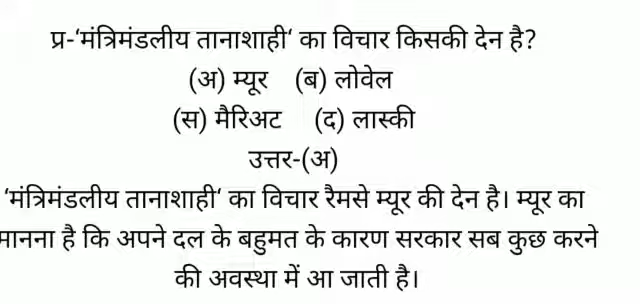 प्र-‘मंत्रिमंडलीय तानाशाही‘ का विचार किसकी देन है?
(अ) म्यूर (ब) लोवेल
(स) मैरिअट (द) लास्की
उत्तर-(अ)
‘मंत्रिमंडलीय तानाशाही‘ का विचार रैमसे म्यूर की देन है। म्यूर का
मानना है कि अपने दल के बहुमत के कारण सरकार सब कुछ करने
की अवस्था में आ जाती है।